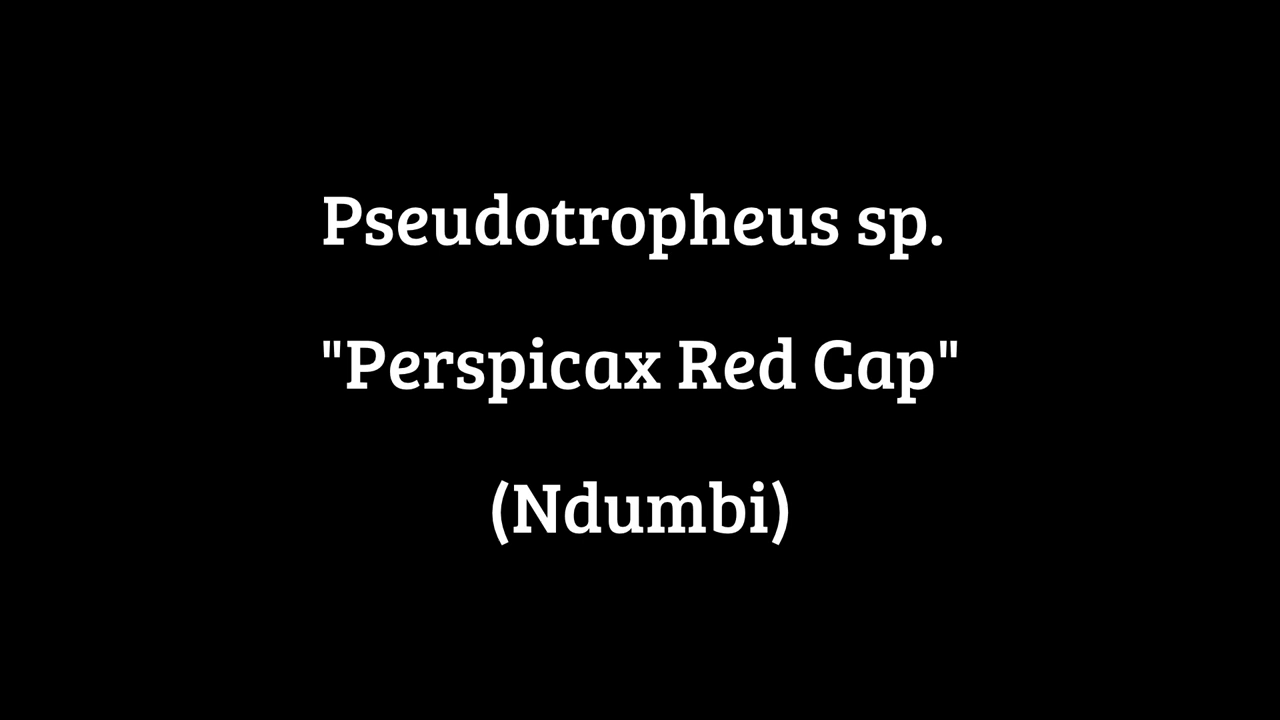 Pseudotropheus sp.
"Perspicax Red Cap"
(Ndumbi)